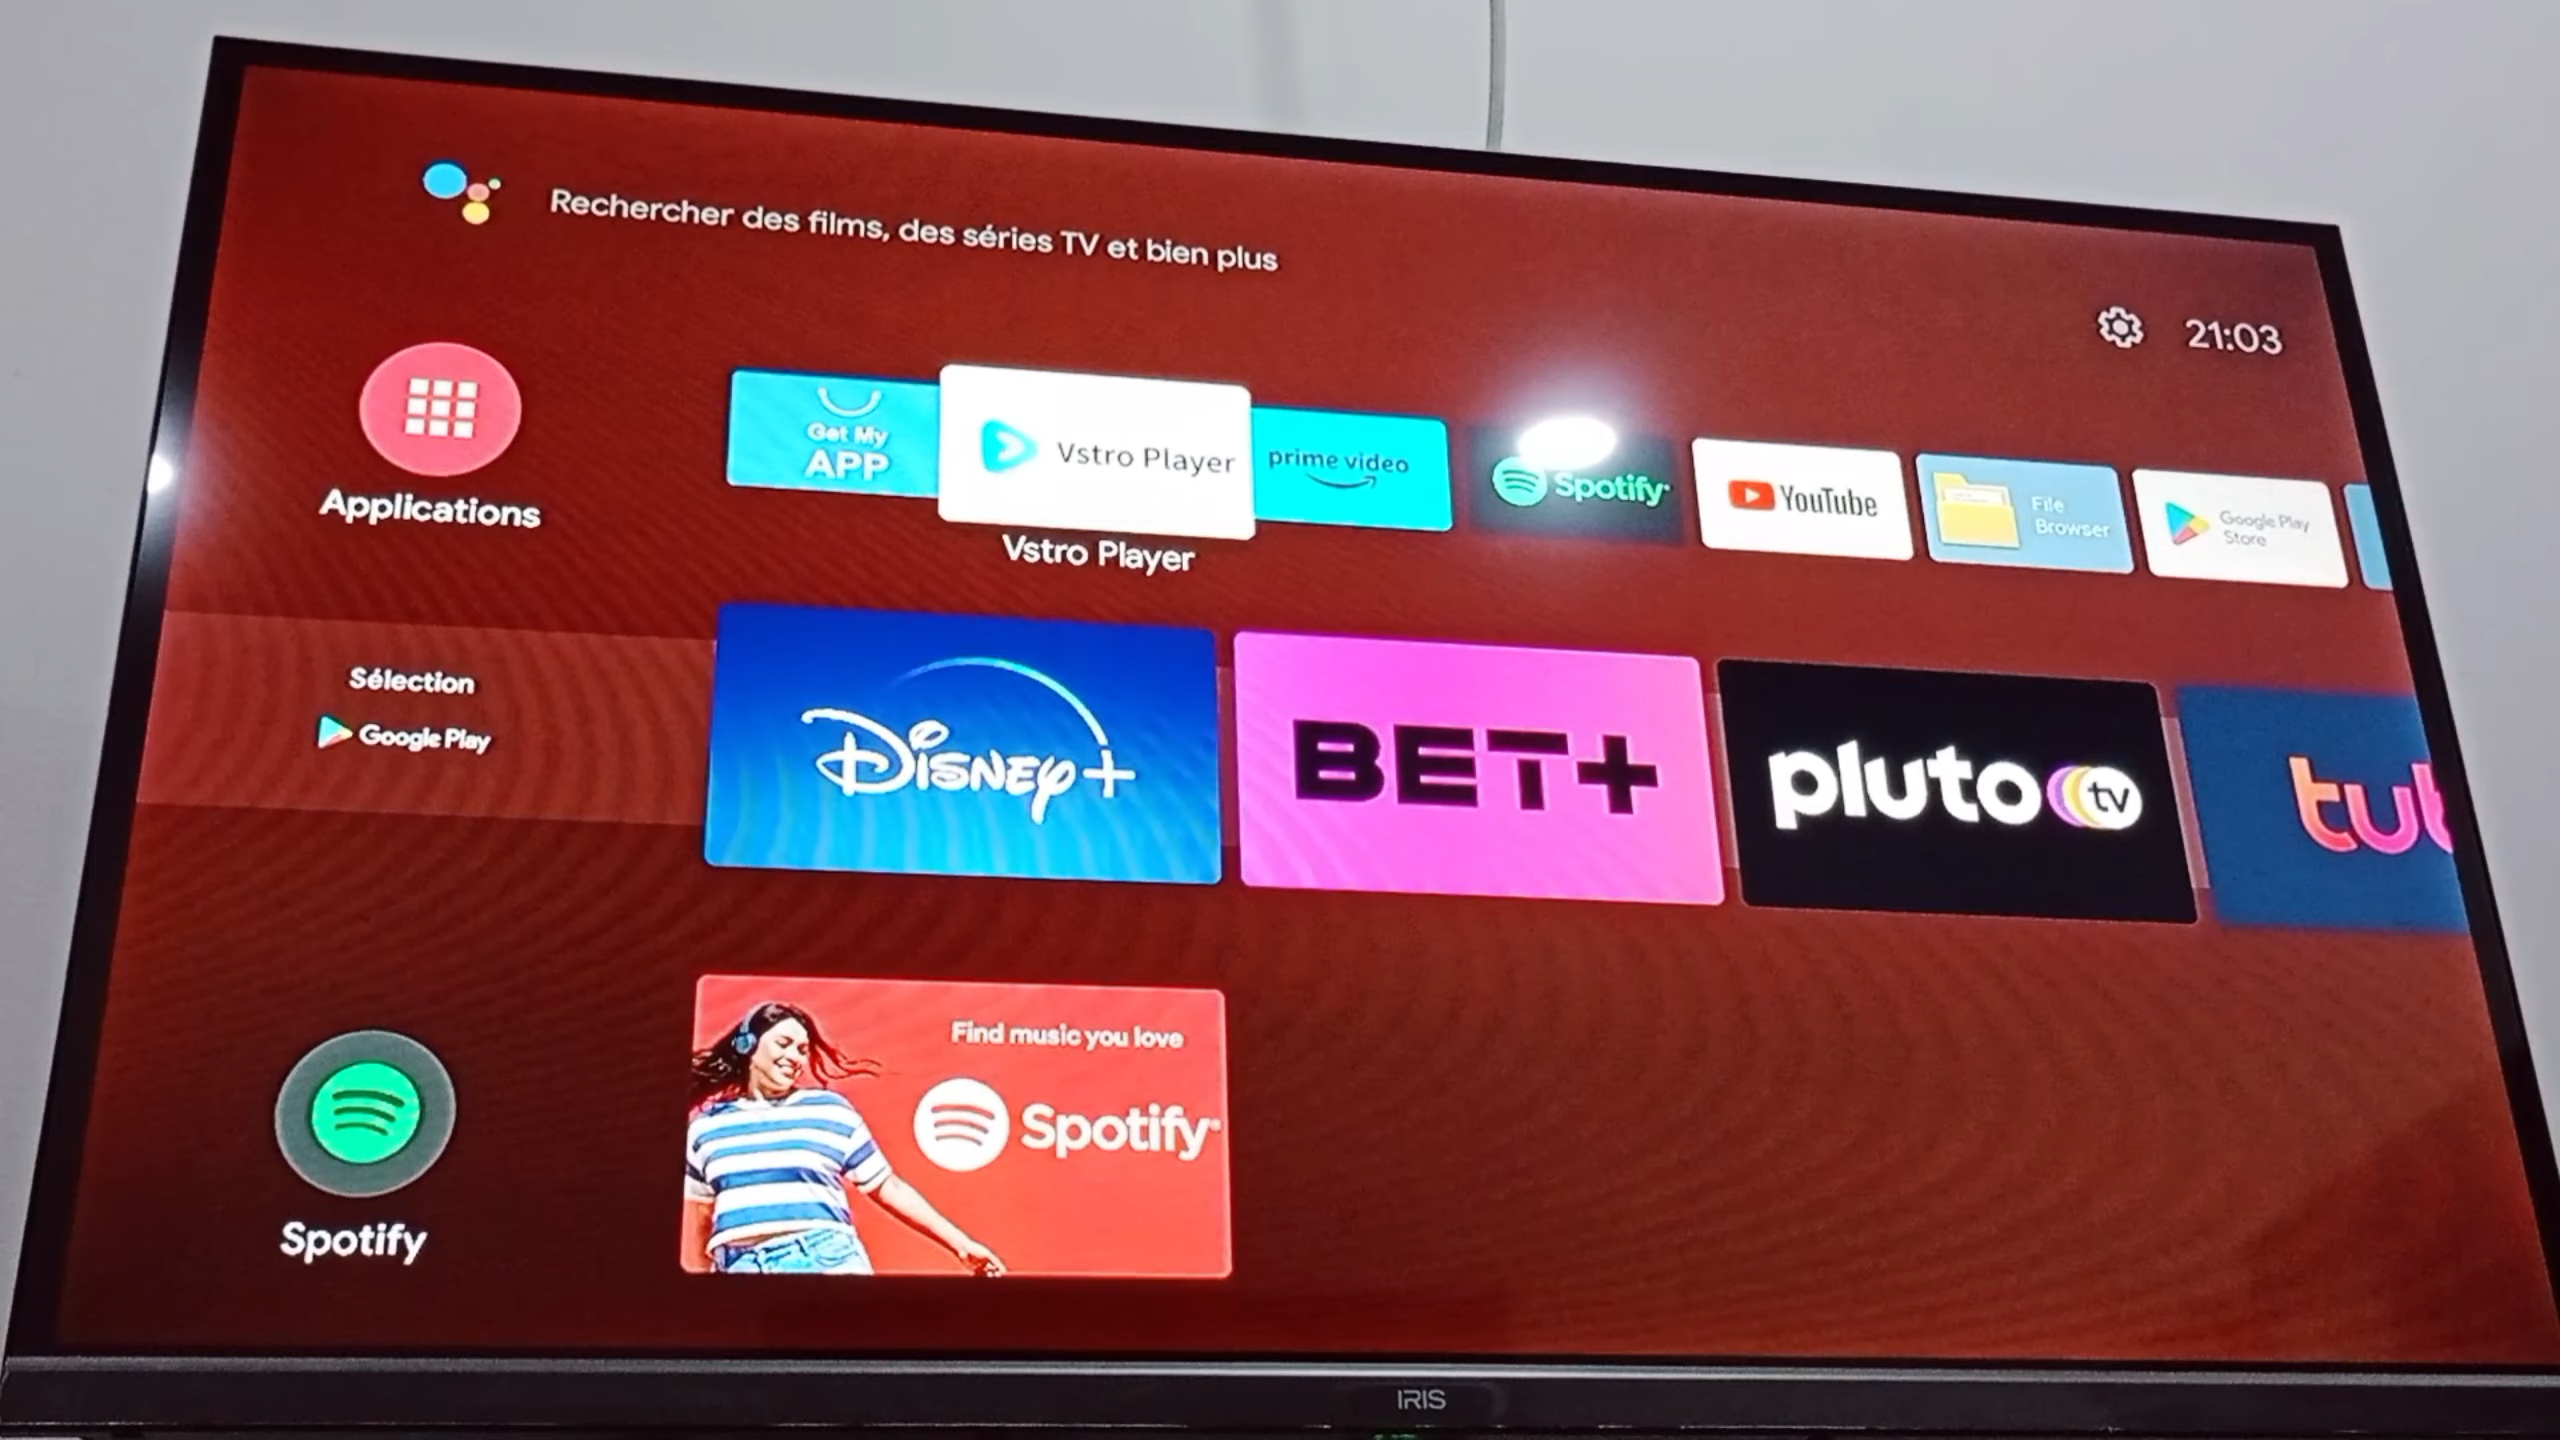 Rechercher des films, des séries TV et bien plus
21:03
Applications
Get My
APP
Vstro Player
prime video
Spotify
YouTube
File
Browser
Google Play
Store
Vstro Player
Sélection
Google Play
Disney+
BET+
pluto tv
Spotify
Find music you love
Spotify
IRIS